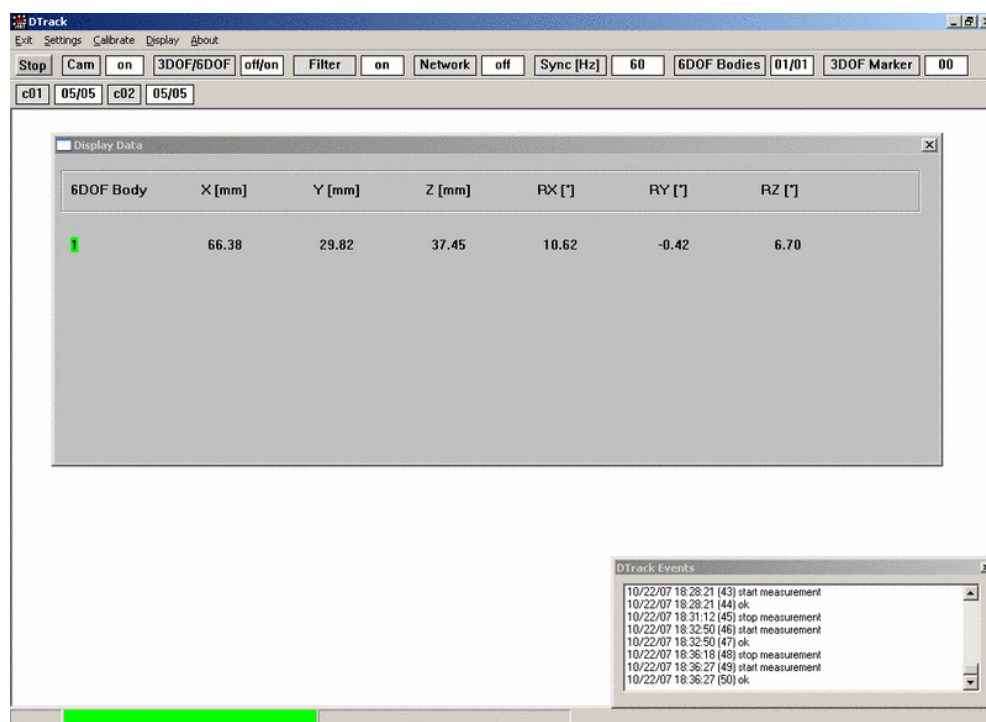 DTrack
Exit Settings Calibrate Display About
Stop Cam on 3DOF/6DOF off/on Filter on Network off Sync [Hz] 60 6DOF Bodies 01/01 3DOF Marker 00
c01 05/05 c02 05/05
Display Data
6DOF Body X [mm] Y [mm] Z [mm] RX [°] RY [°] RZ [°]
1 66.38 29.82 37.45 10.62 -0.42 6.70
DTrack Events
10/22/07 18:28:21 (43) start measurement
10/22/07 18:28:21 (44) ok
10/22/07 18:31:12 (45) stop measurement
10/22/07 18:32:50 (46) start measurement
10/22/07 18:32:50 (47) ok
10/22/07 18:36:18 (48) stop measurement
10/22/07 18:36:27 (49) start measurement
10/22/07 18:36:27 (50) ok